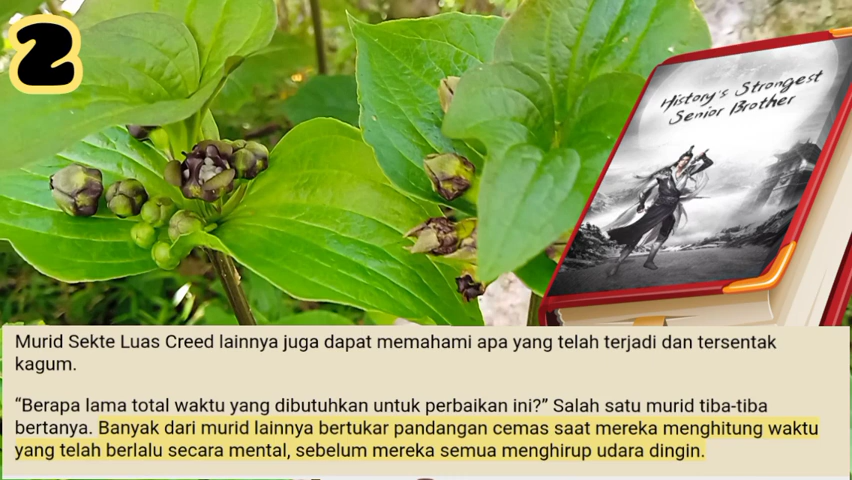 2
History's Strongest
Senior Brother
Murid Sekte Luas Creed lainnya juga dapat memahami apa yang telah terjadi dan tersentak
kagum.
“Berapa lama total waktu yang dibutuhkan untuk perbaikan ini?” Salah satu murid tiba-tiba
bertanya. Banyak dari murid lainnya bertukar pandangan cemas saat mereka menghitung waktu
yang telah berlalu secara mental, sebelum mereka semua menghirup udara dingin.